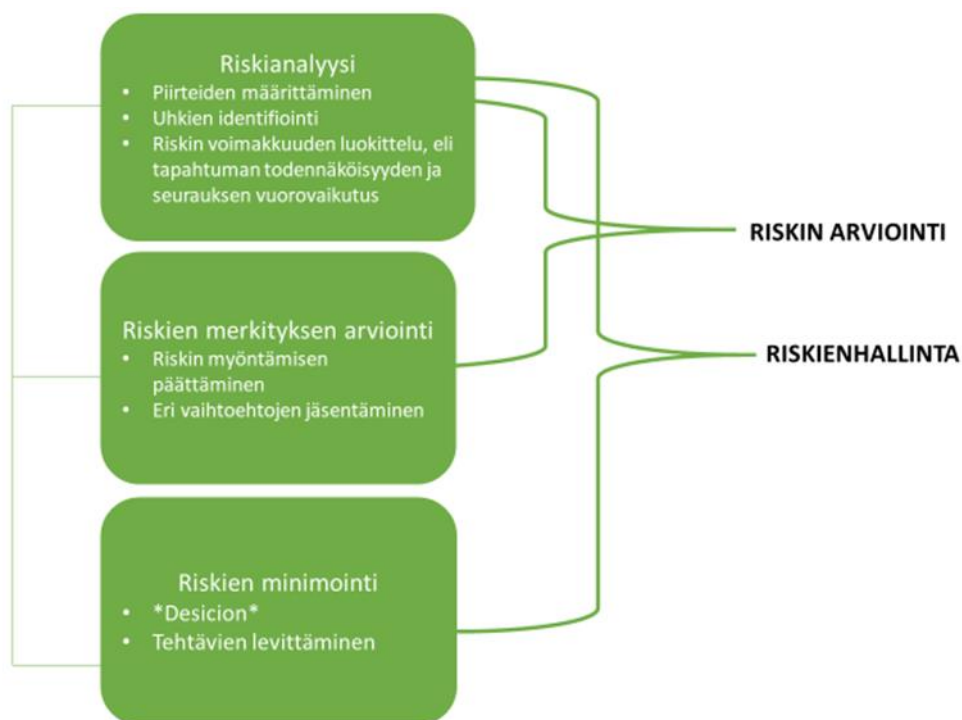 Riskianalyysi
• Piirteiden määrittäminen
• Uhkien identifiointi
• Riskin voimakkuuden luokittelu, eli
tapahtuman todennäköisyyden ja
seurauksen vuorovaikutus
RISKIN ARVIOINTI
Riskien merkityksen arviointi
• Riskin myöntämisen
päättäminen
• Eri vaihtoehtojen jäsentäminen
RISKIENHALLINTA
Riskien minimointi
• *Desicion*
• Tehtävien levittäminen